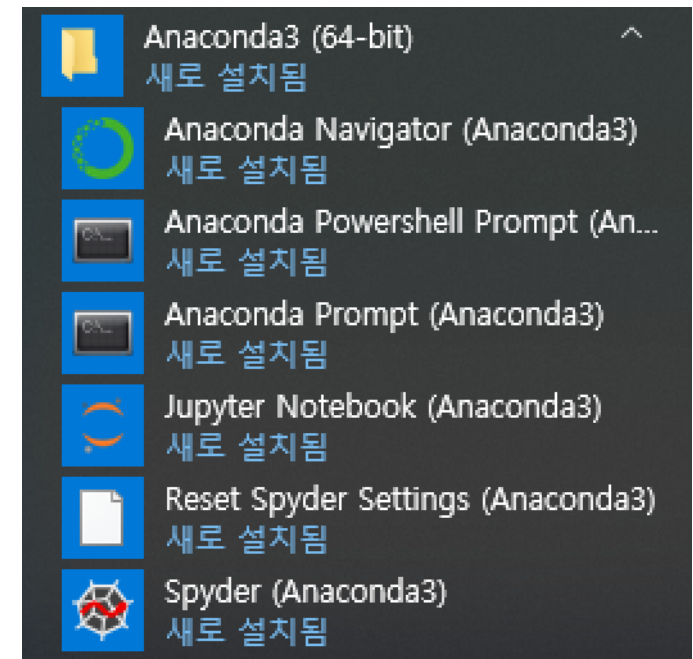 Anaconda3 (64-bit)
새로 설치됨
Anaconda Navigator (Anaconda3)
새로 설치됨
Anaconda Powershell Prompt (An...
새로 설치됨
Anaconda Prompt (Anaconda3)
새로 설치됨
Jupyter Notebook (Anaconda3)
새로 설치됨
Reset Spyder Settings (Anaconda3)
새로 설치됨
Spyder (Anaconda3)
새로 설치됨